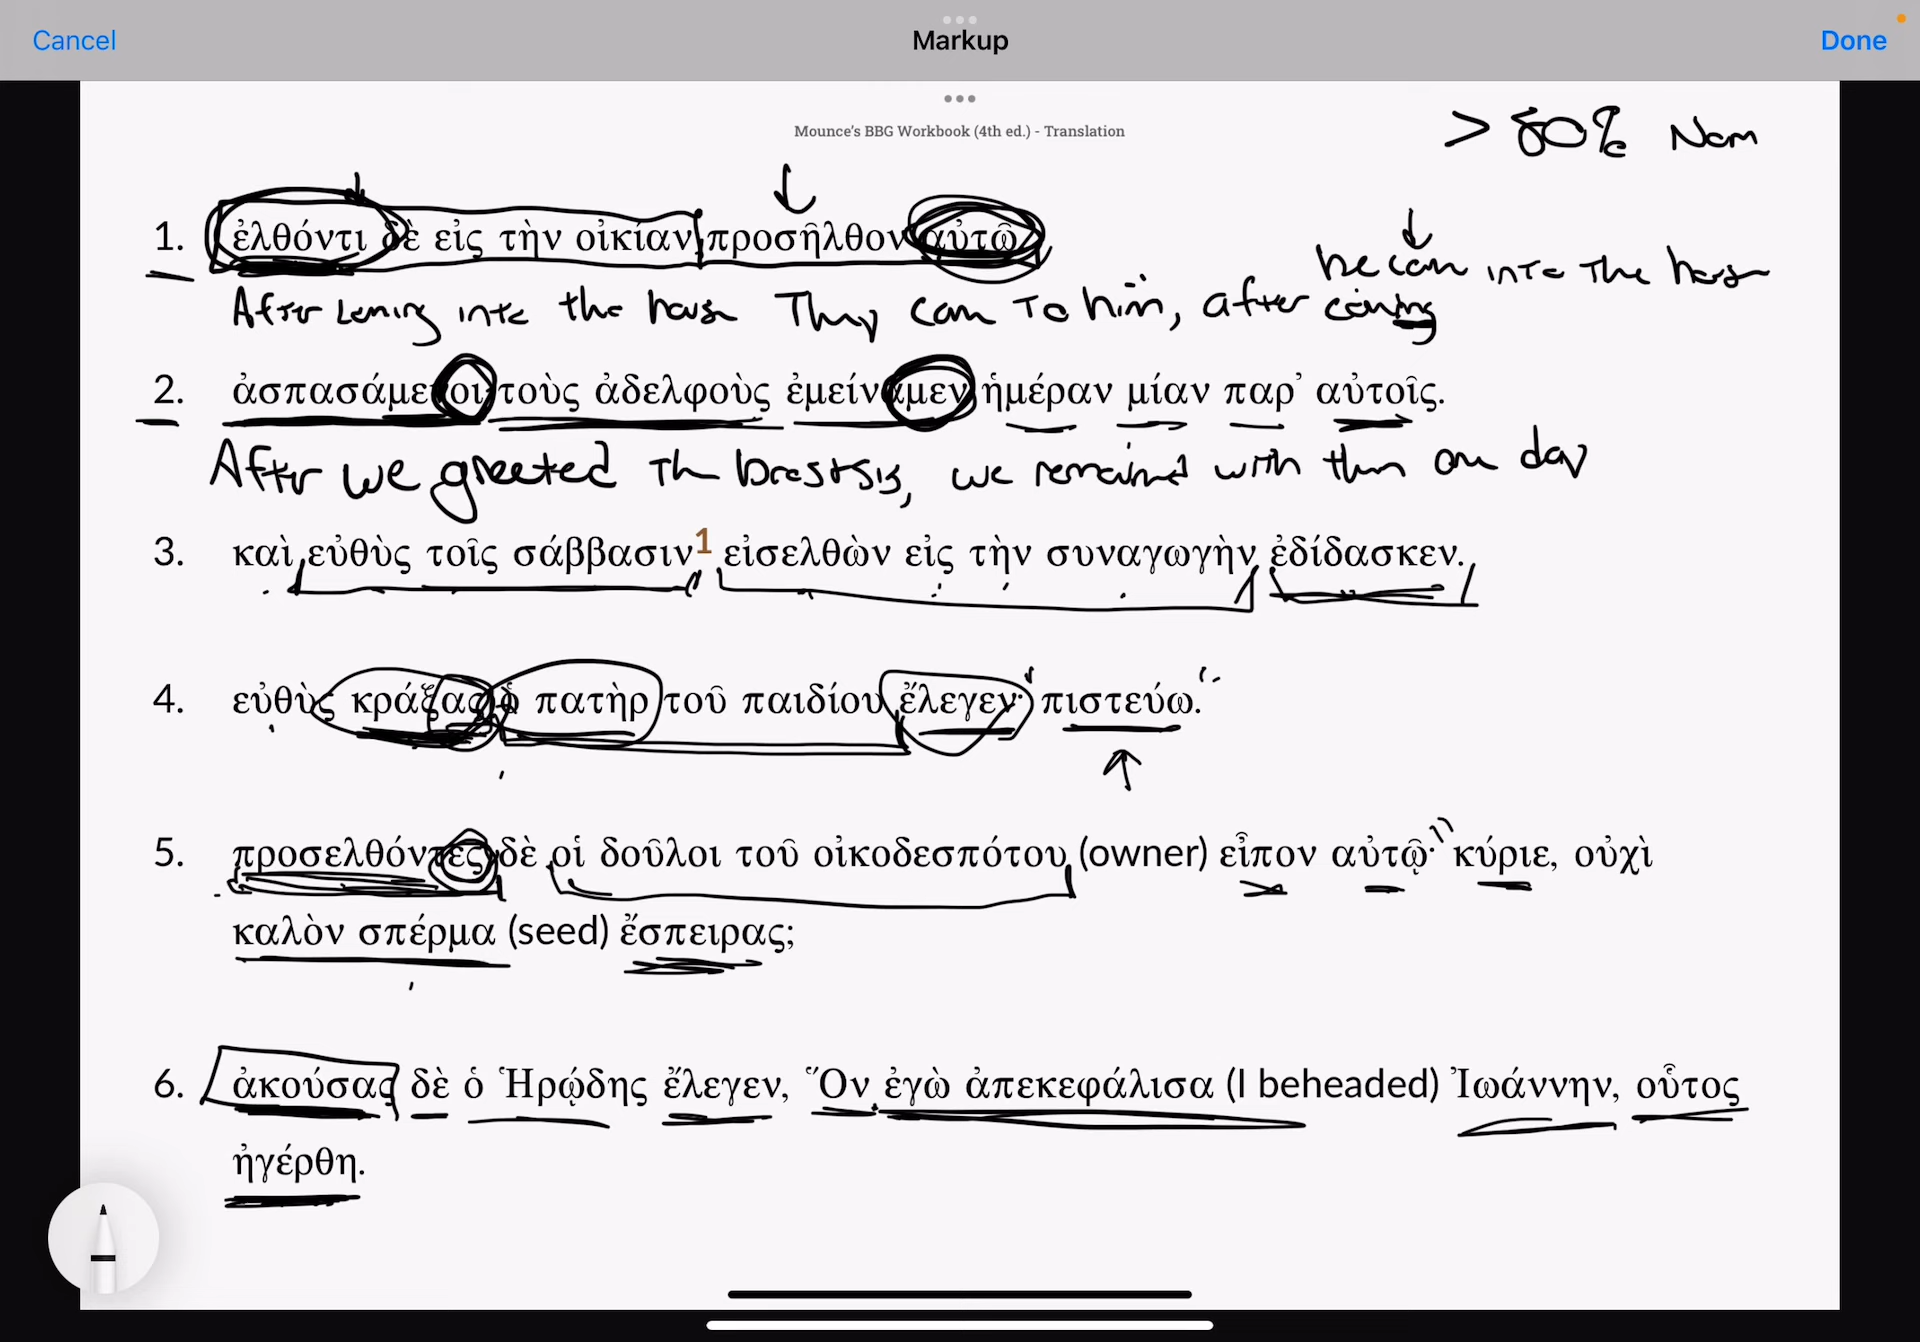 Cancel
Markup
Done
Mounce's BBG Workbook (4th ed.) - Translation
> 80% Nom
1. ἐλθόντι δὲ εἰς τὴν οἰκίαν προσῆλθον αὐτῷ
he came into the house
After coming into the house They came To him, after coming
2. ἀσπασάμενοι τοὺς ἀδελφοὺς ἐμείναμεν ἡμέραν μίαν παρ’ αὐτοῖς.
After we greeted The we remained with them one day
3. καὶ εὐθὺς τοῖς σάββασιν1 εἰσελθὼν εἰς τὴν συναγωγὴν ἐδίδασκεν.
4. εὐθὺς κράξας ὁ πατὴρ τοῦ παιδίου ἔλεγεν· πιστεύω.
5. προσελθόντες δὲ οἱ δοῦλοι τοῦ οἰκοδεσπότου (owner) εἶπον αὐτῷ· κύριε, οὐχὶ
καλὸν σπέρμα (seed) ἔσπειρας;
6. ἀκούσας δὲ ὁ Ἡρῴδης ἔλεγεν, Ὃν ἐγὼ ἀπεκεφάλισα (I beheaded) Ἰωάννην, οὗτος
ἠγέρθη.